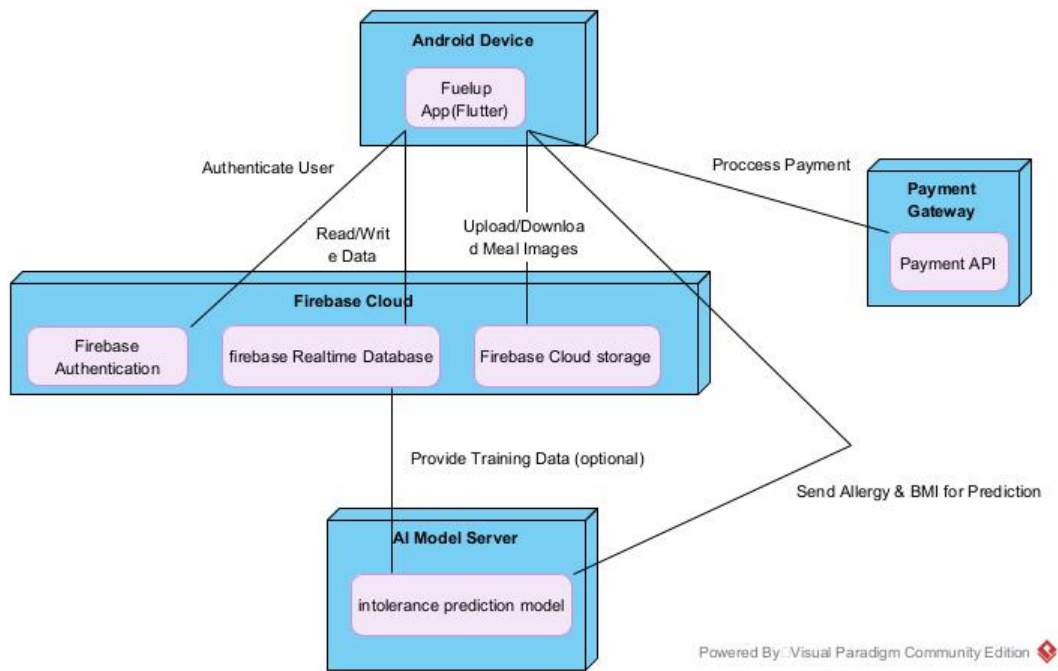 Android Device
Fuelup
App(Flutter)
Authenticate User
Proccess Payment
Payment
Gateway
Payment API
Read/Writ
e Data
Upload/Downloa
d Meal Images
Firebase Cloud
Firebase
Authentication
firebase Realtime Database
Firebase Cloud storage
Provide Training Data (optional)
Send Allergy & BMI for Prediction
AI Model Server
intolerance prediction model
Powered By Visual Paradigm Community Edition